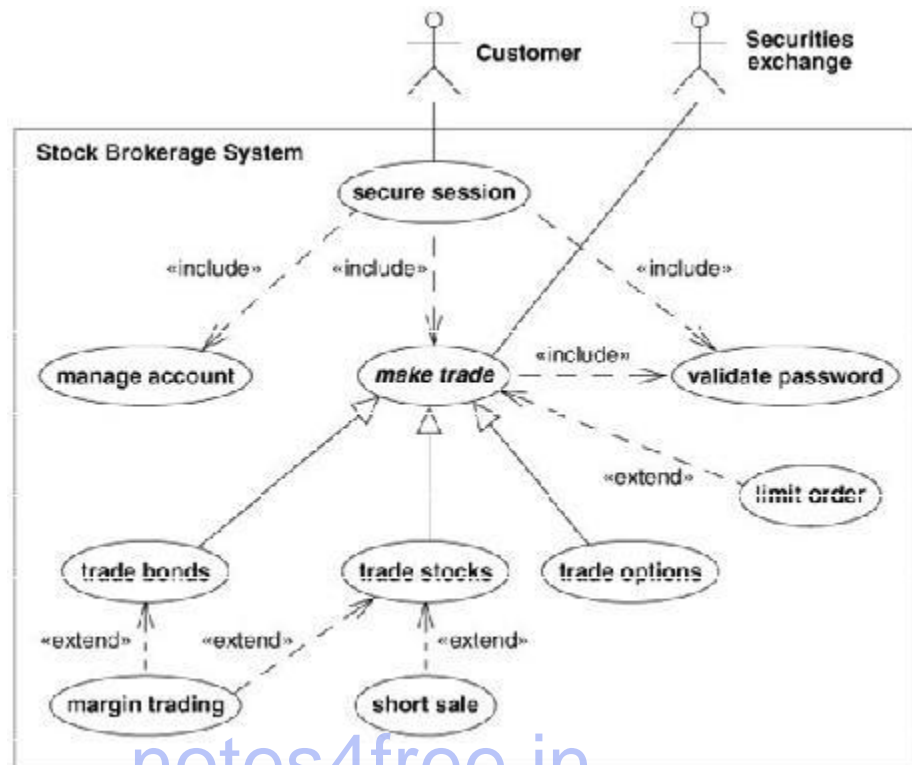 Customer
Securities
exchange
Stock Brokerage System
secure session
«include»
«include»
«include»
manage account
make trade
«include»
validate password
«extend»
limit order
trade bonds
trade stocks
trade options
«extend»
«extend»
«extend»
margin trading
short sale
notes4free.in